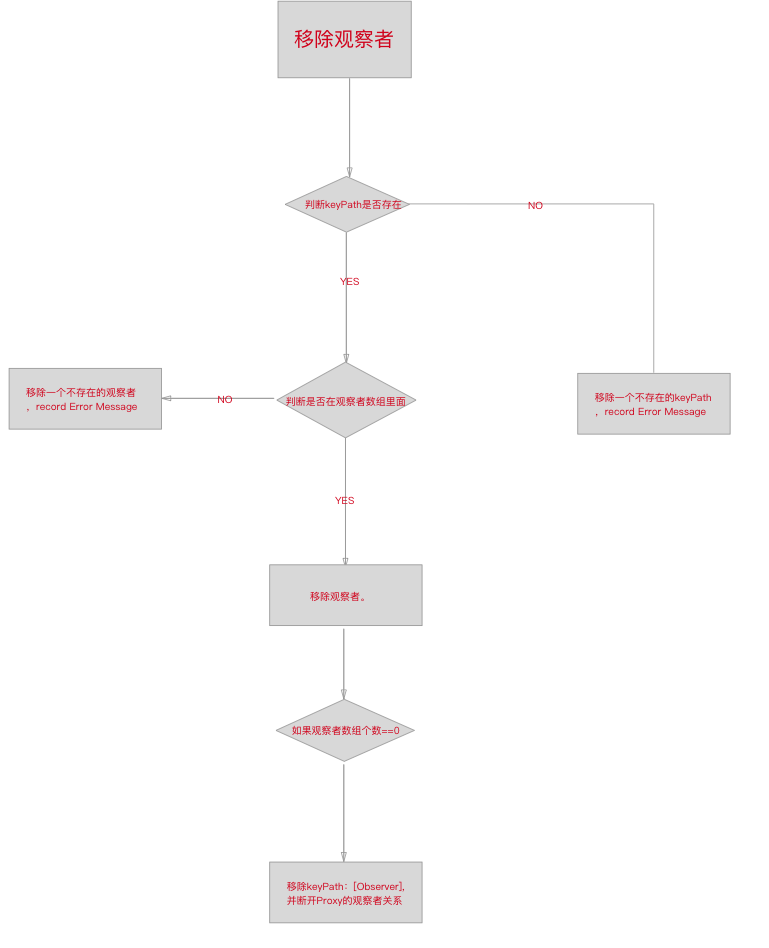 移除观察者
判断keyPath是否存在
NO
YES
移除一个不存在的观察者
，record Error Message
NO
判断是否在观察者数组里面
移除一个不存在的keyPath
，record Error Message
YES
移除观察者。
如果观察者数组个数==0
移除keyPath：[Observer],
并断开Proxy的观察者关系